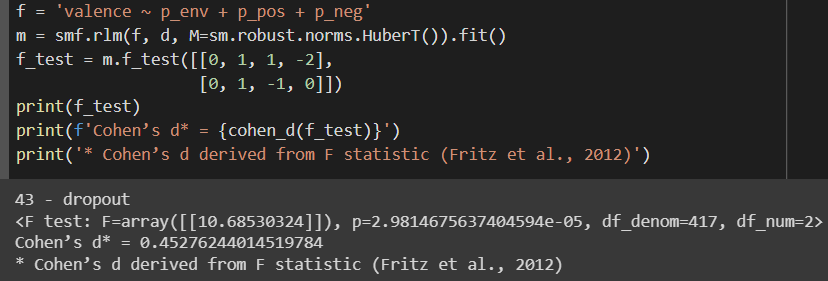 f = 'valence ~ p_env + p_pos + p_neg'
m = smf.rlm(f, d, M=sm.robust.norms.HuberT()).fit()
f_test = m.f_test([[0, 1, 1, -2],
[0, 1, -1, 0]])
print(f_test)
print(f'Cohen’s d* = {cohen_d(f_test)}')
print('* Cohen’s d derived from F statistic (Fritz et al., 2012)')
43 - dropout
<F test: F=array([[10.68530324]]), p=2.9814675637404594e-05, df_denom=417, df_num=2>
Cohen’s d* = 0.45276244014519784
* Cohen’s d derived from F statistic (Fritz et al., 2012)